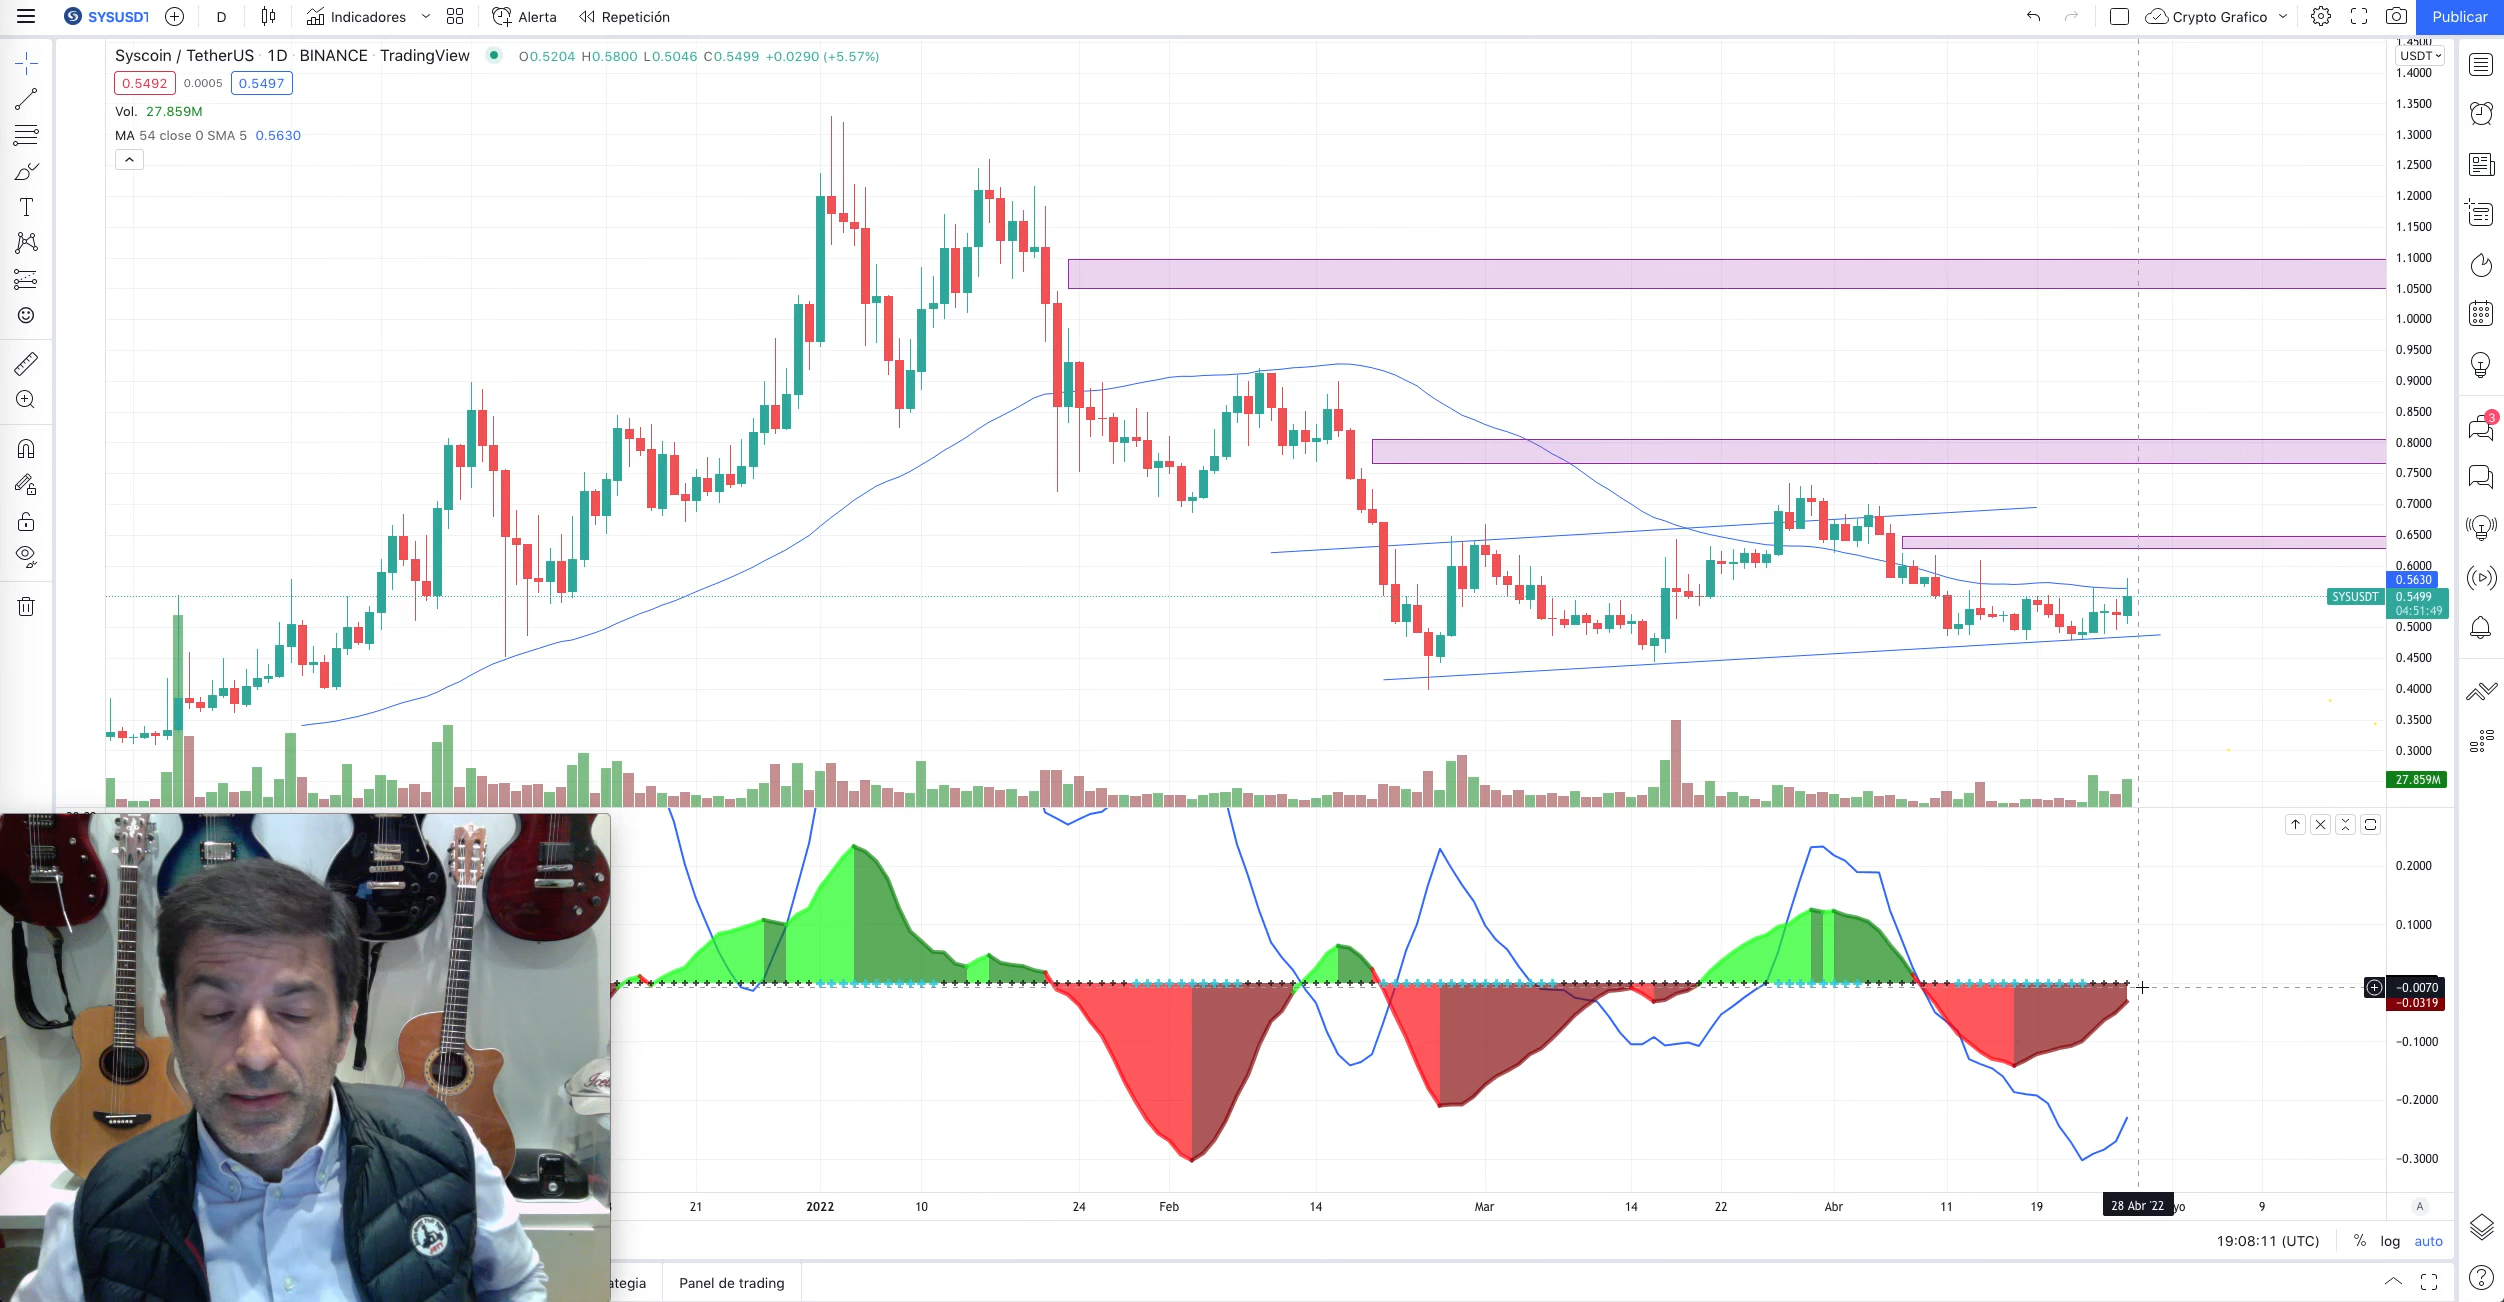 SYSUSDT
D
Indicadores
Alerta
Repetición
Crypto Grafico
Publicar
Syscoin / TetherUS · 1D · BINANCE · TradingView
O0.5204 H0.5800 L0.5046 C0.5499 +0.0290 (+5.57%)
0.5492 0.0005 0.5497
Vol. 27.859M
MA 54 close 0 SMA 5 0.5630
1.4500
USDT
1.4000
1.3500
1.3000
1.2500
1.2000
1.1500
1.1000
1.0500
1.0000
0.9500
0.9000
0.8500
0.8000
0.7500
0.7000
0.6500
0.6000
0.5630
SYSUSDT 0.5499
04:51:49
0.5000
0.4500
0.4000
0.3500
0.3000
27.859M
3
0.2000
0.1000
−0.0070
−0.0319
−0.1000
−0.2000
−0.3000
21 2022 10 24 Feb 14 Mar 14 22 Abr 11 19 28 Abr '22 yo 9
A
19:08:11 (UTC) % log auto
ategia
Panel de trading